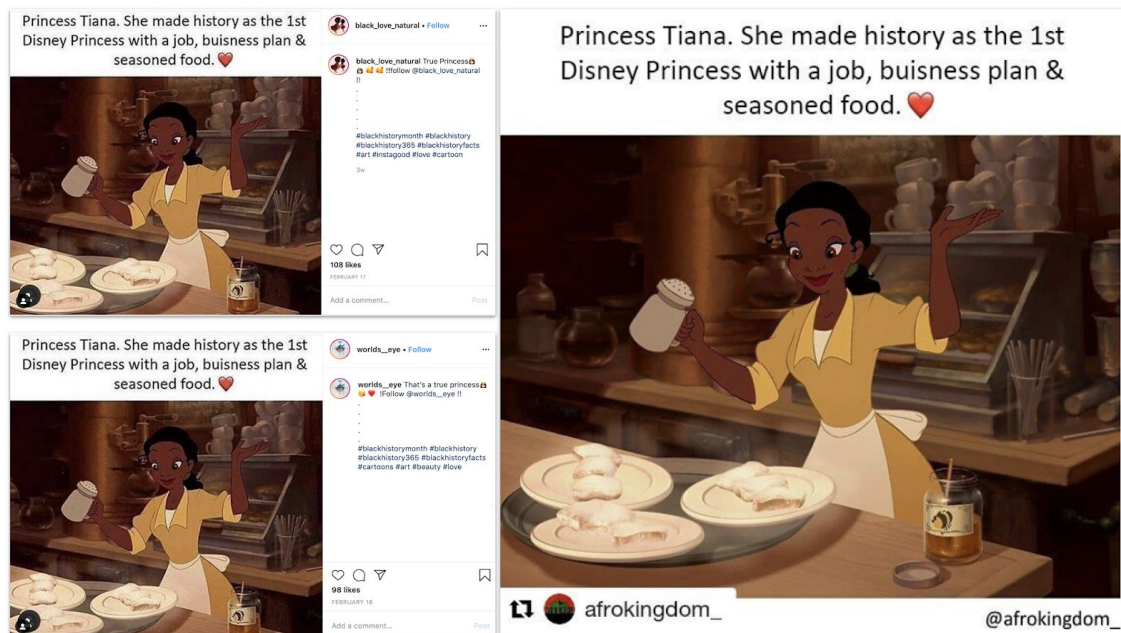 Princess Tiana. She made history as the 1st
Disney Princess with a job, buisness plan &
seasoned food. ❤️
black_love_natural • Follow
black_love_natural True Princess👸🏾
👸🏾 🥰 🥰 !!follow @black_love_natural
!!
.
.
.
.
.
#blackhistorymonth #blackhistory
#blackhistory365 #blackhistoryfacts
#art #instagood #love #cartoon
3w
108 likes
FEBRUARY 17
Add a comment...
Post
Princess Tiana. She made history as the 1st
Disney Princess with a job, buisness plan &
seasoned food. ❤️
worlds__eye • Follow
worlds__eye That's a true princess👸🏾
😘 ❤️ !Follow @worlds__eye !!
.
.
.
.
.
#blackhistorymonth #blackhistory
#blackhistory365 #blackhistoryfacts
#cartoons #art #beauty #love
98 likes
FEBRUARY 18
Add a comment...
Post
Princess Tiana. She made history as the 1st
Disney Princess with a job, buisness plan &
seasoned food. ❤️
afrokingdom_
@afrokingdom_